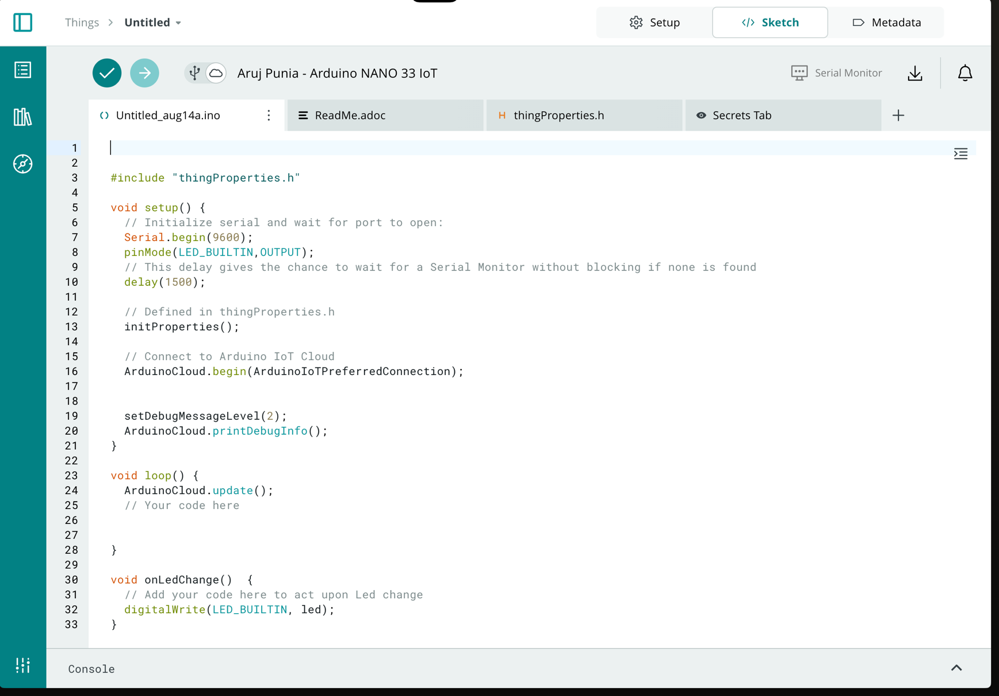 Things > Untitled
Setup
</> Sketch
Metadata
Aruj Punia - Arduino NANO 33 IoT
Serial Monitor
Untitled_aug14a.ino
ReadMe.adoc
H thingProperties.h
Secrets Tab
1
2
3 #include "thingProperties.h"
4
5 void setup() {
6 // Initialize serial and wait for port to open:
7 Serial.begin(9600);
8 pinMode(LED_BUILTIN,OUTPUT);
9 // This delay gives the chance to wait for a Serial Monitor without blocking if none is found
10 delay(1500);
11
12 // Defined in thingProperties.h
13 initProperties();
14
15 // Connect to Arduino IoT Cloud
16 ArduinoCloud.begin(ArduinoIoTPreferredConnection);
17
18
19 setDebugMessageLevel(2);
20 ArduinoCloud.printDebugInfo();
21 }
22
23 void loop() {
24 ArduinoCloud.update();
25 // Your code here
26
27
28 }
29
30 void onLedChange()  {
31 // Add your code here to act upon Led change
32 digitalWrite(LED_BUILTIN, led);
33 }
Console